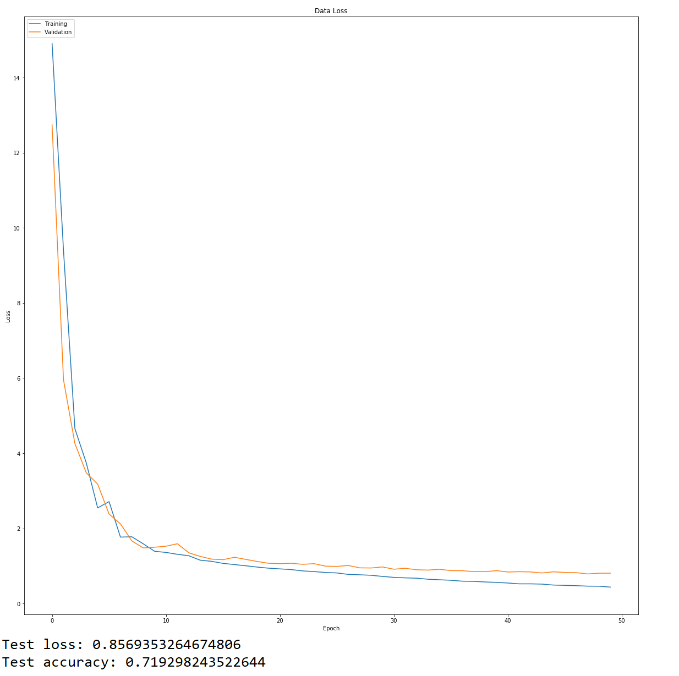 Data Loss
Training
Validation
14
12
10
8
6
4
2
0
Loss
0 10 20 30 40 50
Epoch
Test loss: 0.8569353264674806
Test accuracy: 0.719298243522644